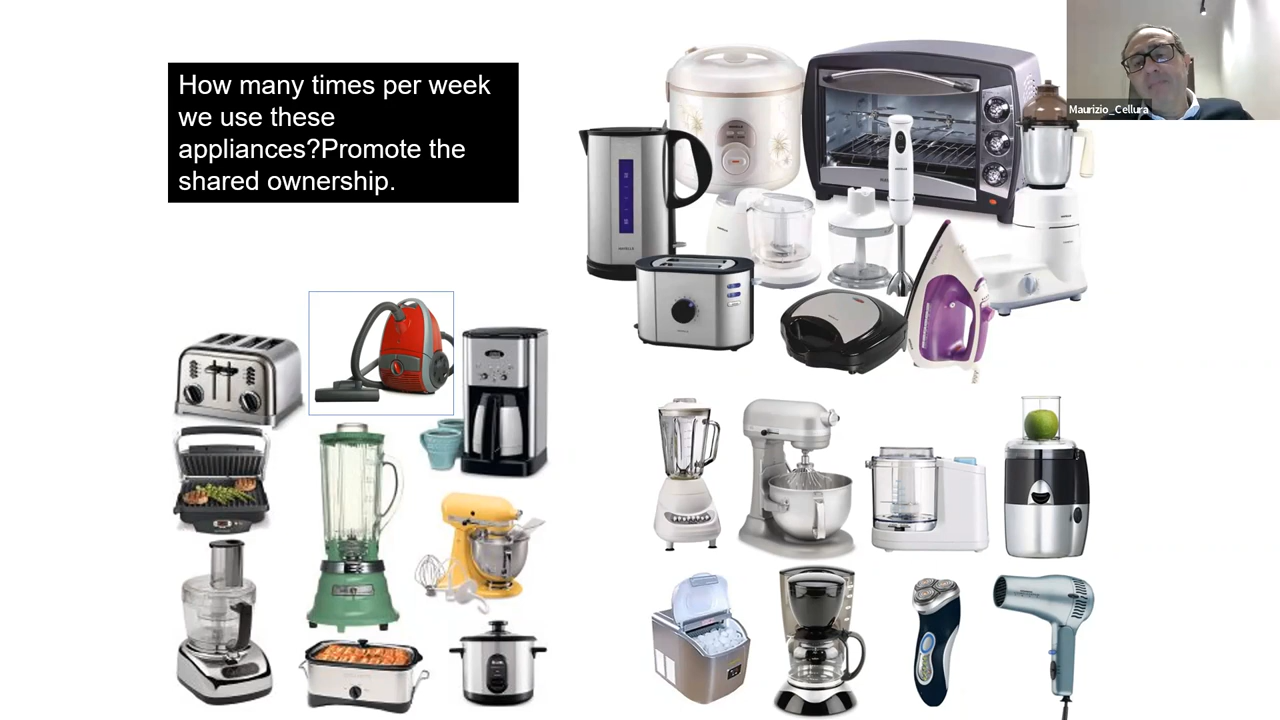 How many times per week
we use these
appliances?Promote the
shared ownership.
Maurizio_Cellura